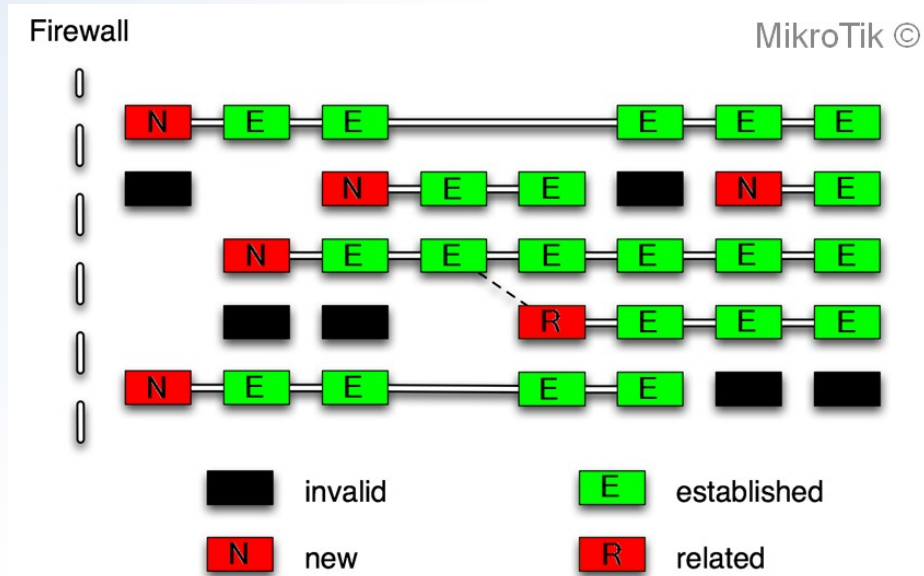 Firewall
MikroTik ©
N E E E E E
N E E N E
N E E E E E E
R E E E
N E E E E
invalid E established
N new R related